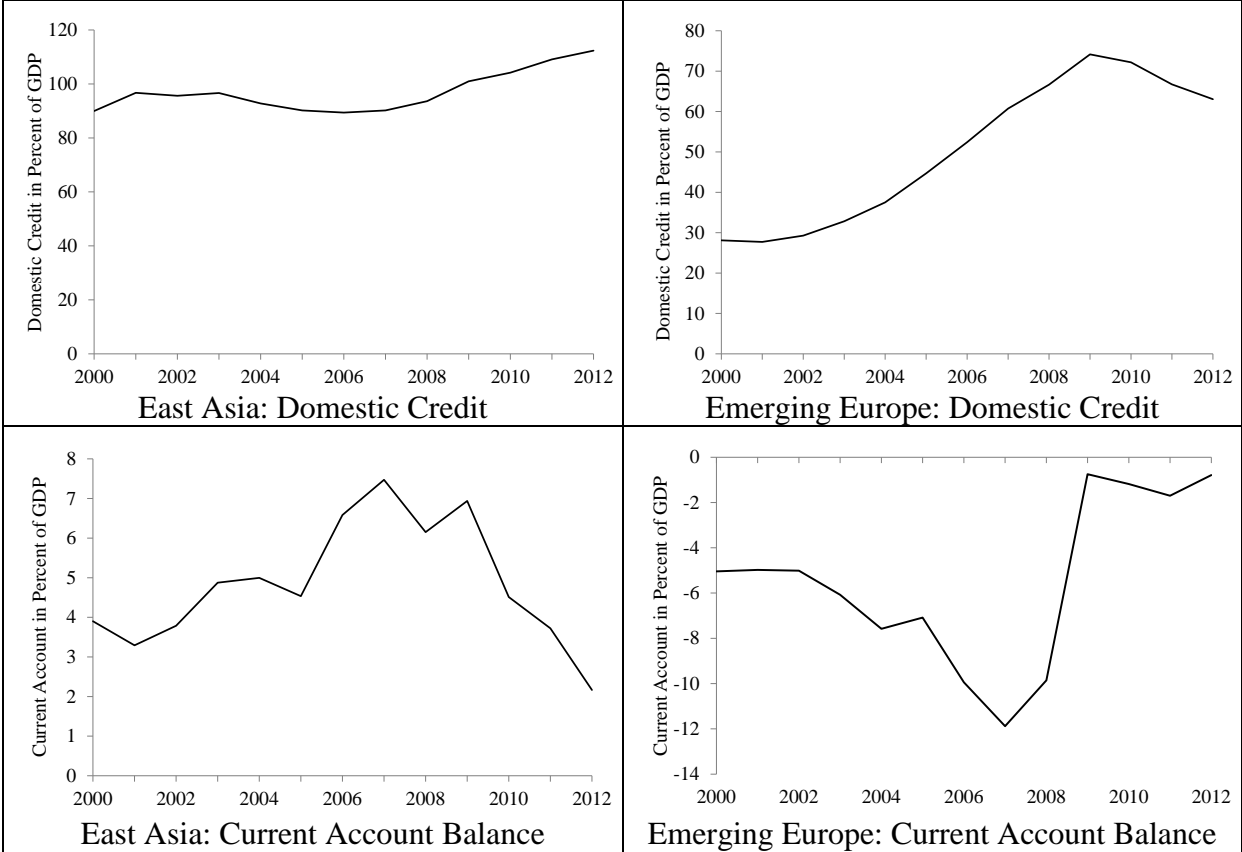 Domestic Credit in Percent of GDP
120
100
80
60
40
20
0
2000 2002 2004 2006 2008 2010 2012
East Asia: Domestic Credit
Domestic Credit in Percent of GDP
80
70
60
50
40
30
20
10
0
2000 2002 2004 2006 2008 2010 2012
Emerging Europe: Domestic Credit
Current Account in Percent of GDP
8
7
6
5
4
3
2
1
0
2000 2002 2004 2006 2008 2010 2012
East Asia: Current Account Balance
Current Account in Percent of GDP
0
-2
-4
-6
-8
-10
-12
-14
2000 2002 2004 2006 2008 2010 2012
Emerging Europe: Current Account Balance